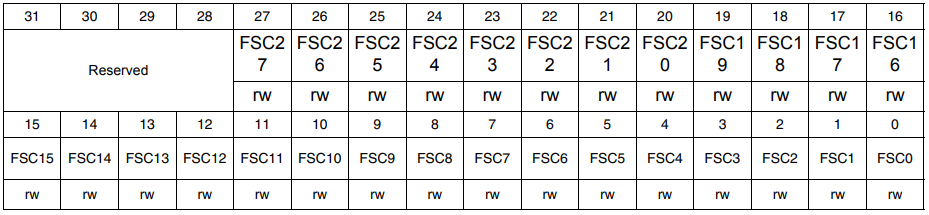 31 30 29 28 27 26 25 24 23 22 21 20 19 18 17 16
Reserved FSC2 FSC2 FSC2 FSC2 FSC2 FSC2 FSC2 FSC2 FSC1 FSC1 FSC1 FSC1
7 6 5 4 3 2 1 0 9 8 7 6
rw rw rw rw rw rw rw rw rw rw rw rw
15 14 13 12 11 10 9 8 7 6 5 4 3 2 1 0
FSC15 FSC14 FSC13 FSC12 FSC11 FSC10 FSC9 FSC8 FSC7 FSC6 FSC5 FSC4 FSC3 FSC2 FSC1 FSC0
rw rw rw rw rw rw rw rw rw rw rw rw rw rw rw rw